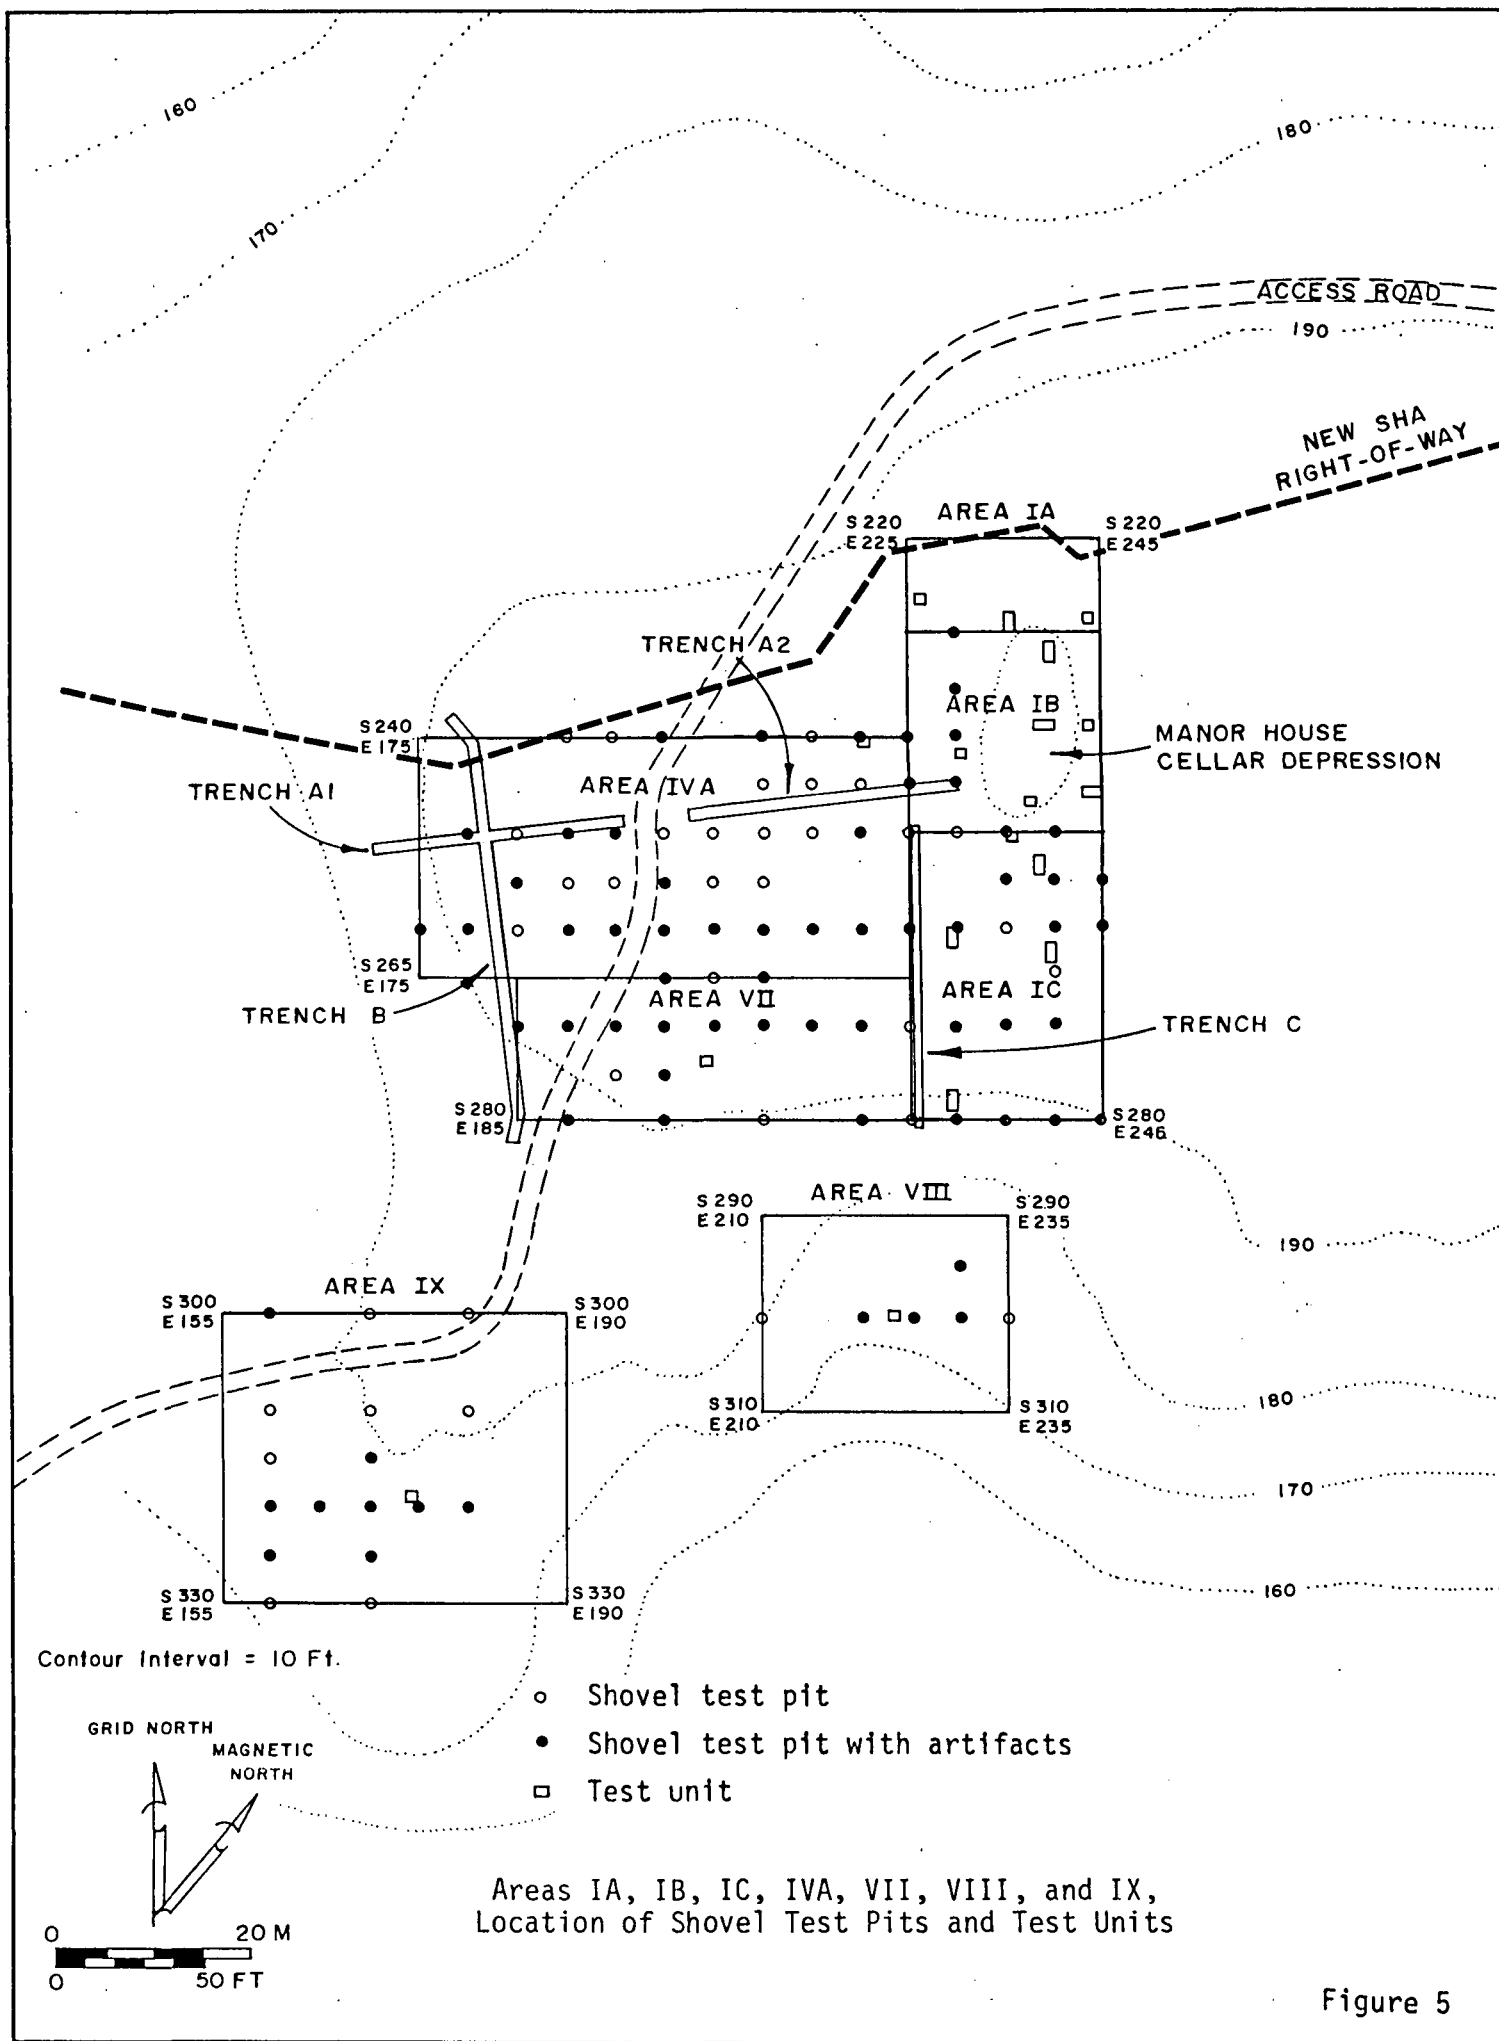 160
180
170
ACCESS ROAD
190
NEW SHA
RIGHT-OF-WAY
AREA IA
S 220
E 225
S 220
E 245
TRENCH A2
AREA IB
S 240
E 175
MANOR HOUSE
CELLAR DEPRESSION
TRENCH A1
AREA IVA
S 265
E 175
AREA VII
AREA IC
TRENCH B
TRENCH C
S 280
E 185
S 280
E 246
AREA VIII
S 290
E 210
S 290
E 235
190
AREA IX
S 300
E 155
S 300
E 190
S 310
E 210
S 310
E 235
180
170
S 330
E 155
S 330
E 190
160
Contour Interval = 10 Ft.
Shovel test pit
Shovel test pit with artifacts
Test unit
GRID NORTH
MAGNETIC
NORTH
0 20 M
0 50 FT
Areas IA, IB, IC, IVA, VII, VIII, and IX,
Location of Shovel Test Pits and Test Units
Figure 5